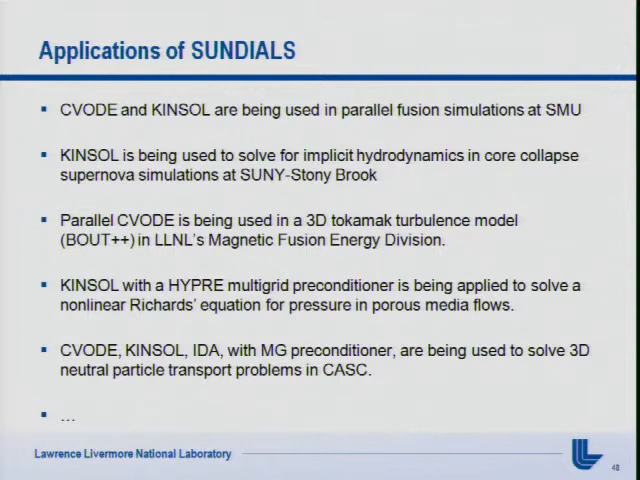 Applications of SUNDIALS
▪ CVODE and KINSOL are being used in parallel fusion simulations at SMU
▪ KINSOL is being used to solve for implicit hydrodynamics in core collapse
supernova simulations at SUNY-Stony Brook
▪ Parallel CVODE is being used in a 3D tokamak turbulence model
(BOUT++) in LLNL's Magnetic Fusion Energy Division.
▪ KINSOL with a HYPRE multigrid preconditioner is being applied to solve a
nonlinear Richards' equation for pressure in porous media flows.
▪ CVODE, KINSOL, IDA, with MG preconditioner, are being used to solve 3D
neutral particle transport problems in CASC.
▪ ...
Lawrence Livermore National Laboratory
48